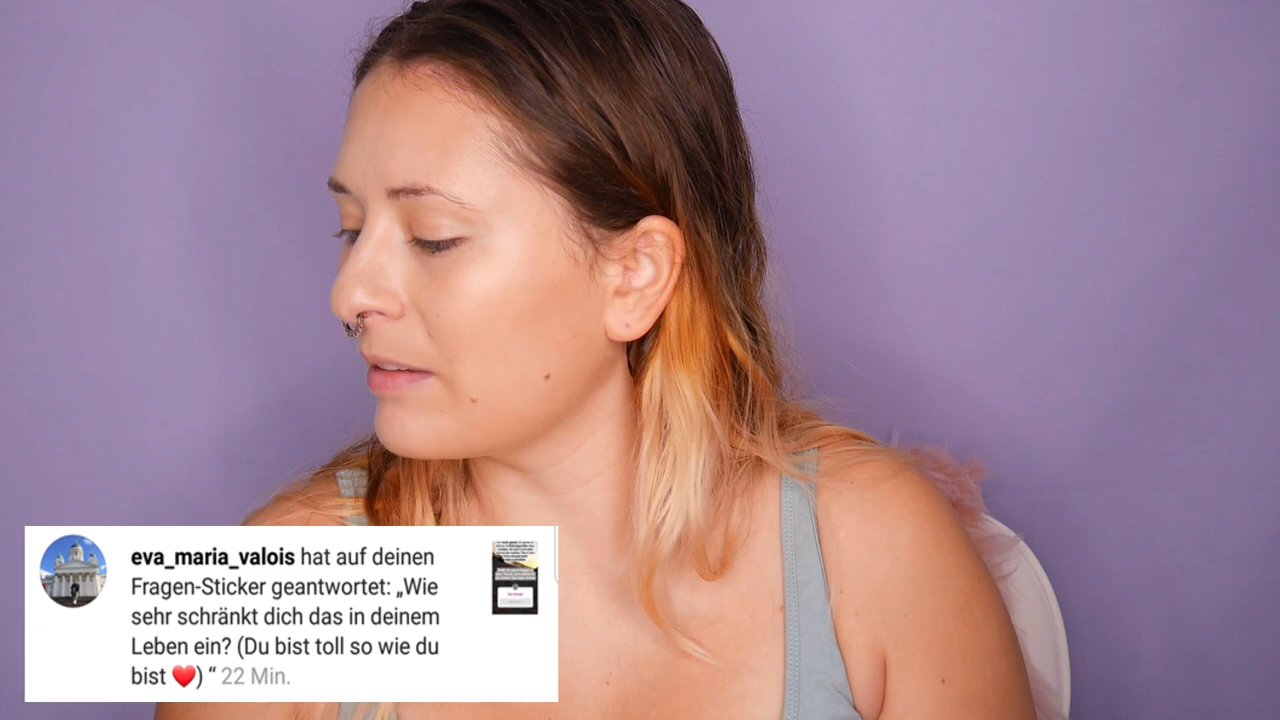 eva_maria_valois hat auf deinen
Fragen-Sticker geantwortet: „Wie
sehr schränkt dich das in deinem
Leben ein? (Du bist toll so wie du
bist ❤️) “ 22 Min.